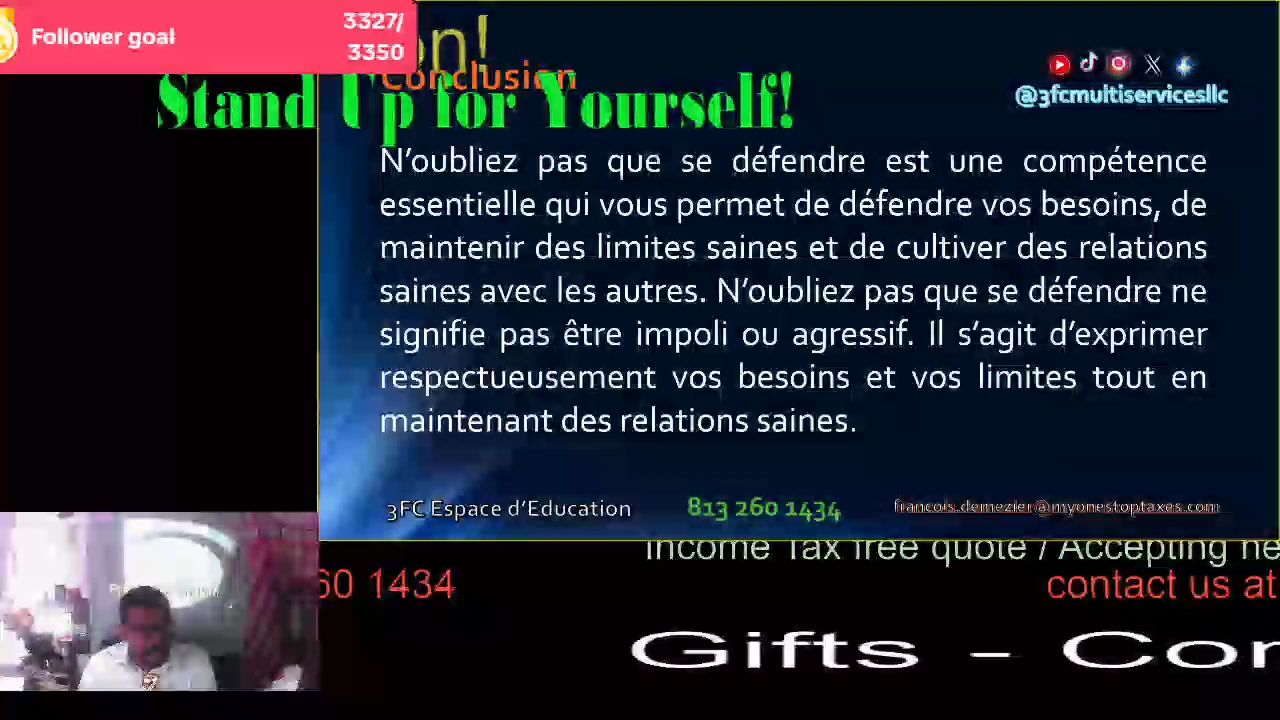 Follower goal
3327/
3350
on!
Conclusion
Stand Up for Yourself!
@3fcmultiservicesllc
N’oubliez pas que se défendre est une compétence
essentielle qui vous permet de défendre vos besoins, de
maintenir des limites saines et de cultiver des relations
saines avec les autres. N’oubliez pas que se défendre ne
signifie pas être impoli ou agressif. Il s’agit d’exprimer
respectueusement vos besoins et vos limites tout en
maintenant des relations saines.
3FC Espace d’Education
813 260 1434
francois.demezier@myonestoptaxes.com
Income Tax free quote / Accepting ne
60 1434
contact us at
Gifts - Con